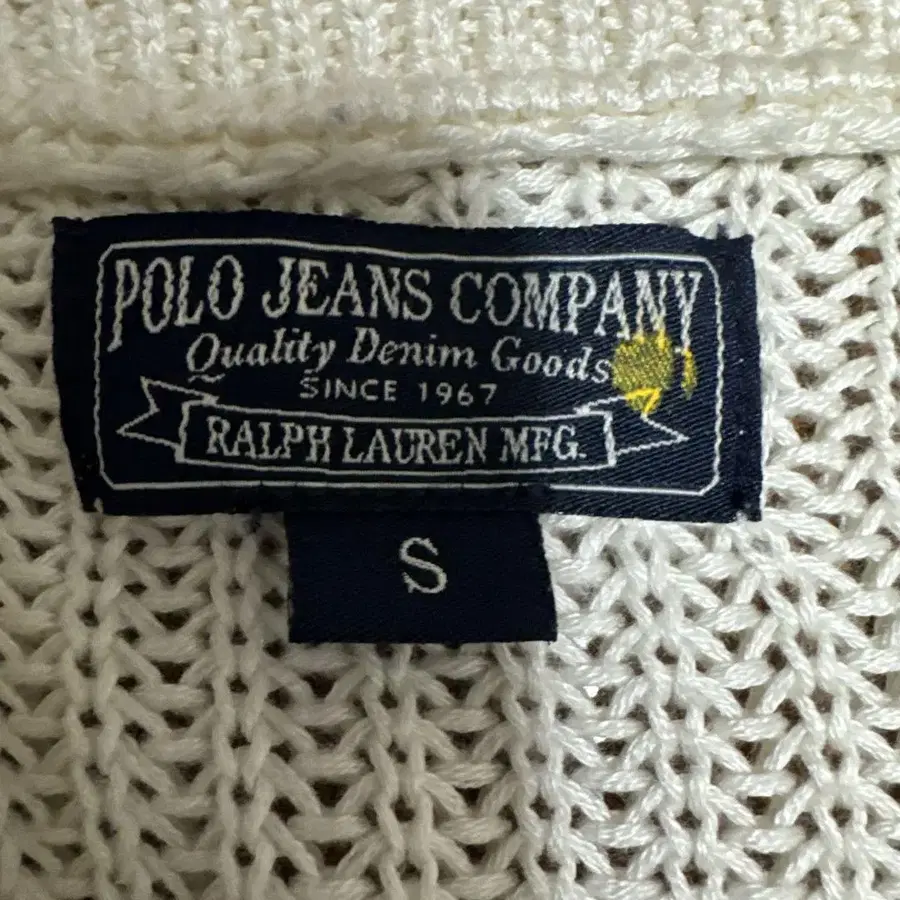 POLO JEANS COMPANY
Quality Denim Goods
SINCE 1967
RALPH LAUREN MFG.
S